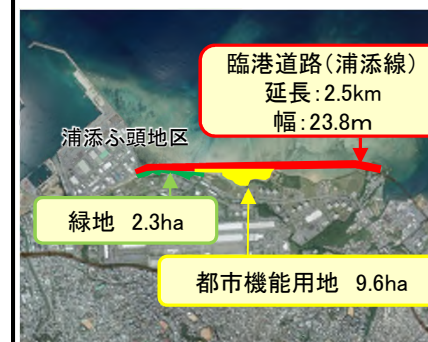 臨港道路(浦添線)
延長:2.5km
幅:23.8m
浦添ふ頭地区
緑地 2.3ha
都市機能用地 9.6ha